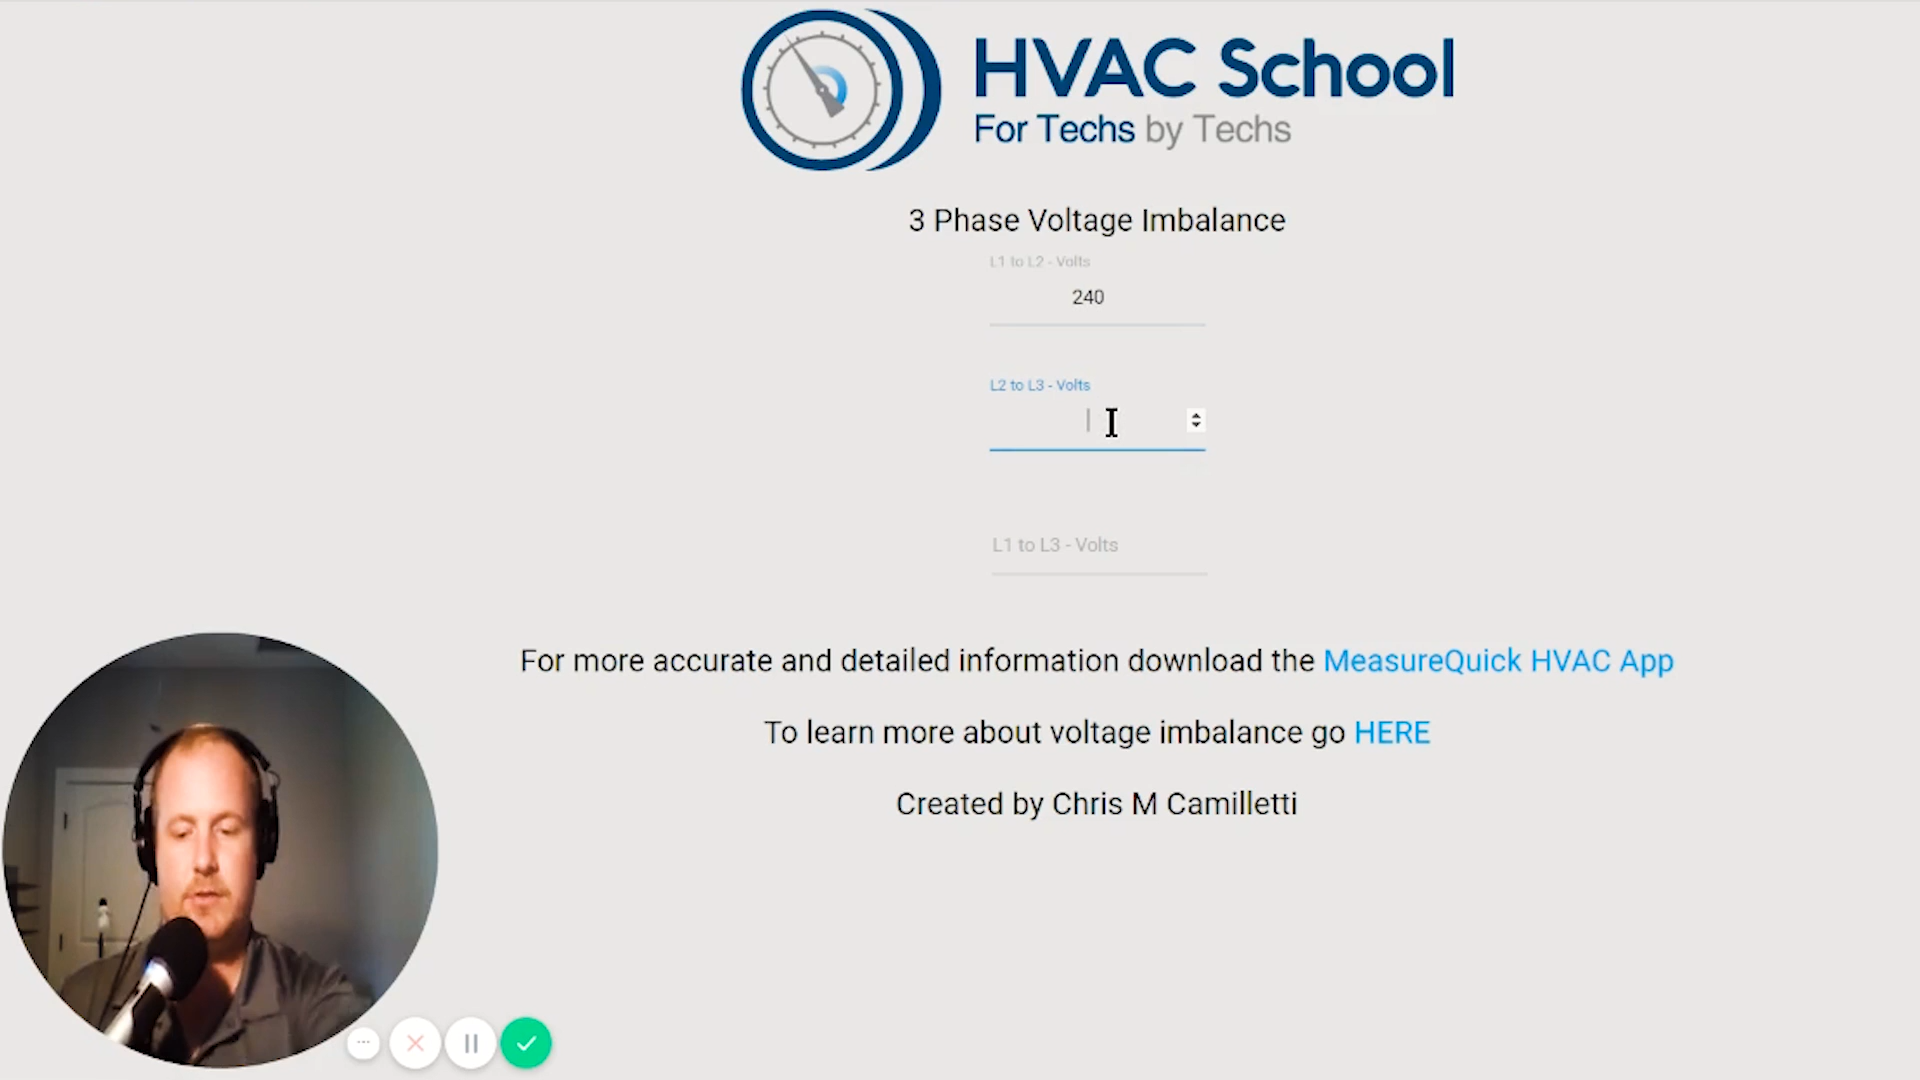 HVAC School
For Techs by Techs
3 Phase Voltage Imbalance
L1 to L2 - Volts
240
L2 to L3 - Volts
L1 to L3 - Volts
For more accurate and detailed information download the MeasureQuick HVAC App
To learn more about voltage imbalance go HERE
Created by Chris M Camilletti